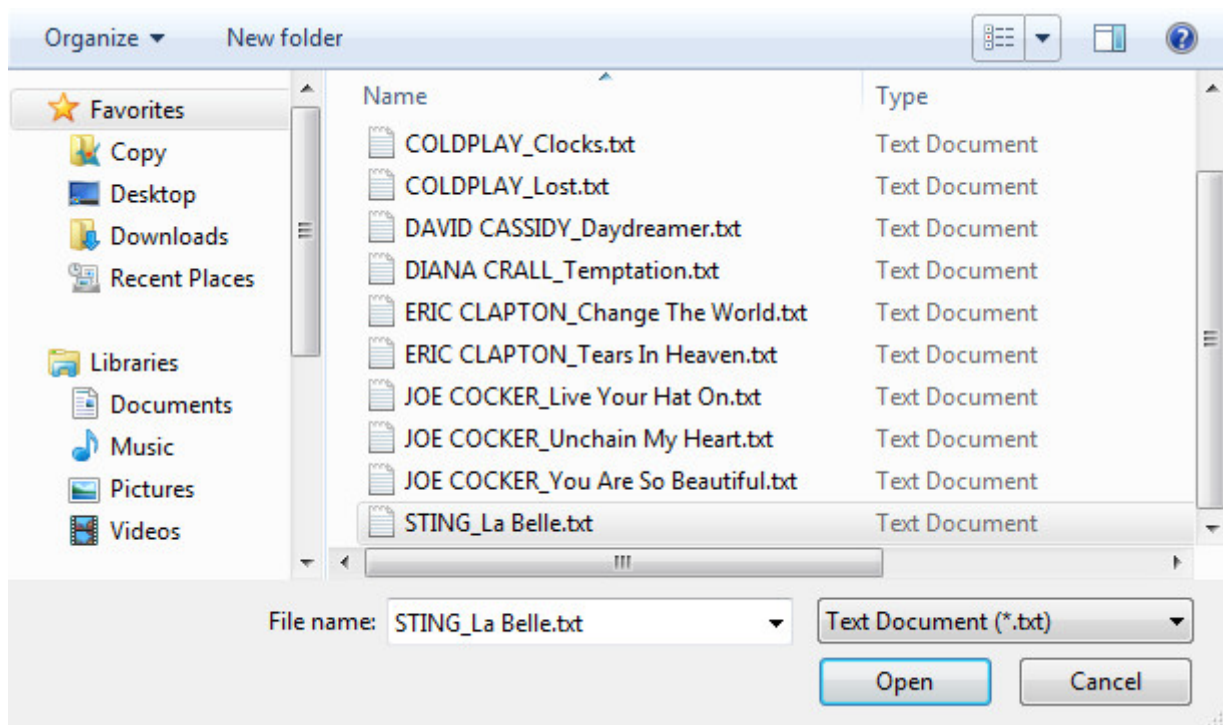 Organize New folder
Favorites
Copy
Desktop
Downloads
Recent Places
Libraries
Documents
Music
Pictures
Videos
Name Type
COLDPLAY_Clocks.txt Text Document
COLDPLAY_Lost.txt Text Document
DAVID CASSIDY_Daydreamer.txt Text Document
DIANA CRALL_Temptation.txt Text Document
ERIC CLAPTON_Change The World.txt Text Document
ERIC CLAPTON_Tears In Heaven.txt Text Document
JOE COCKER_Live Your Hat On.txt Text Document
JOE COCKER_Unchain My Heart.txt Text Document
JOE COCKER_You Are So Beautiful.txt Text Document
STING_La Belle.txt Text Document
File name: STING_La Belle.txt Text Document (*.txt)
Open Cancel